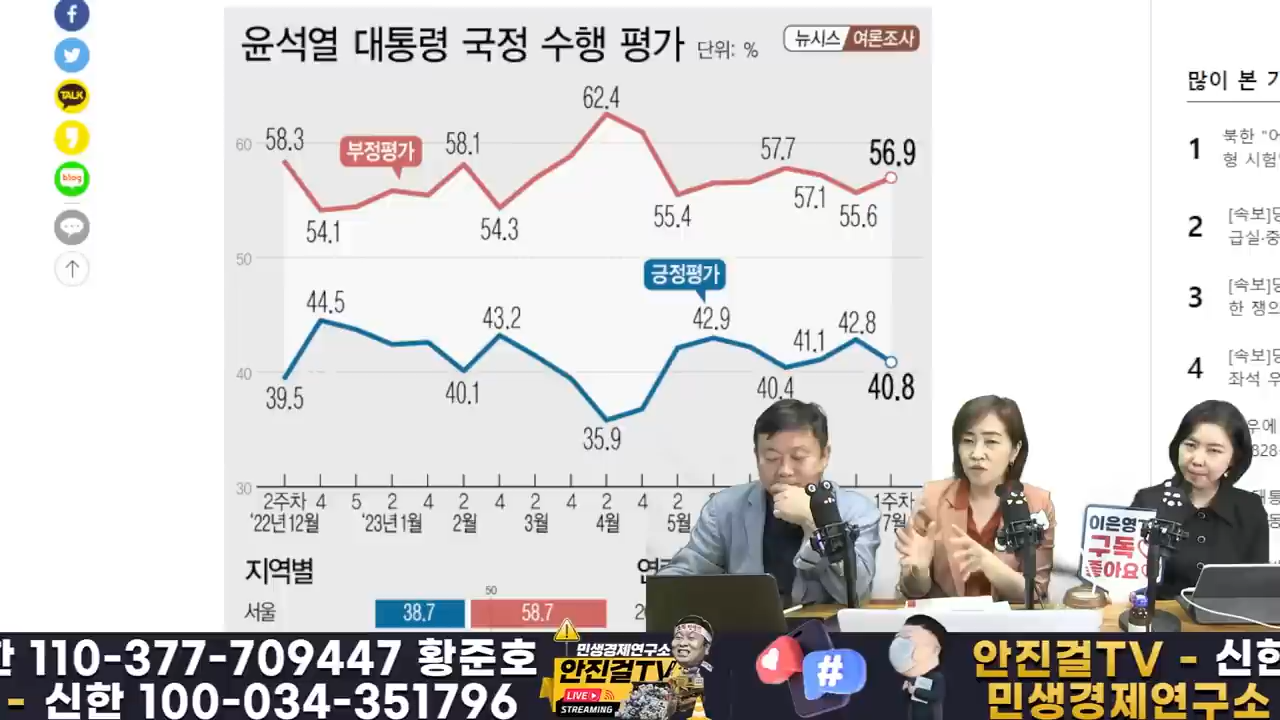 윤석열 대통령 국정 수행 평가 단위: %
뉴시스 여론조사
TALK
blog
62.4
60
58.3
부정평가
58.1
57.7
56.9
54.1
54.3
55.4
57.1
55.6
50
긍정평가
44.5
43.2
42.9
41.1
42.8
40
39.5
40.1
35.9
40.4
40.8
30
2주차 4 5 2 4 2 4 2 4 2 4 2 1주차
'22년 12월 '23년 1월 2월 3월 4월 5월 7월
지역별
50
서울 38.7 58.7
많이 본
1 북한
형 시험
2 [속보]
급실·중
3 [속보]
한 쟁의
4 [속보]
좌석 우
이은영
구독
좋아요
110-377-709447 황준호
- 신한 100-034-351796
민생경제연구소
안진걸TV
LIVE
STREAMING
#
안진걸TV - 신한
민생경제연구소